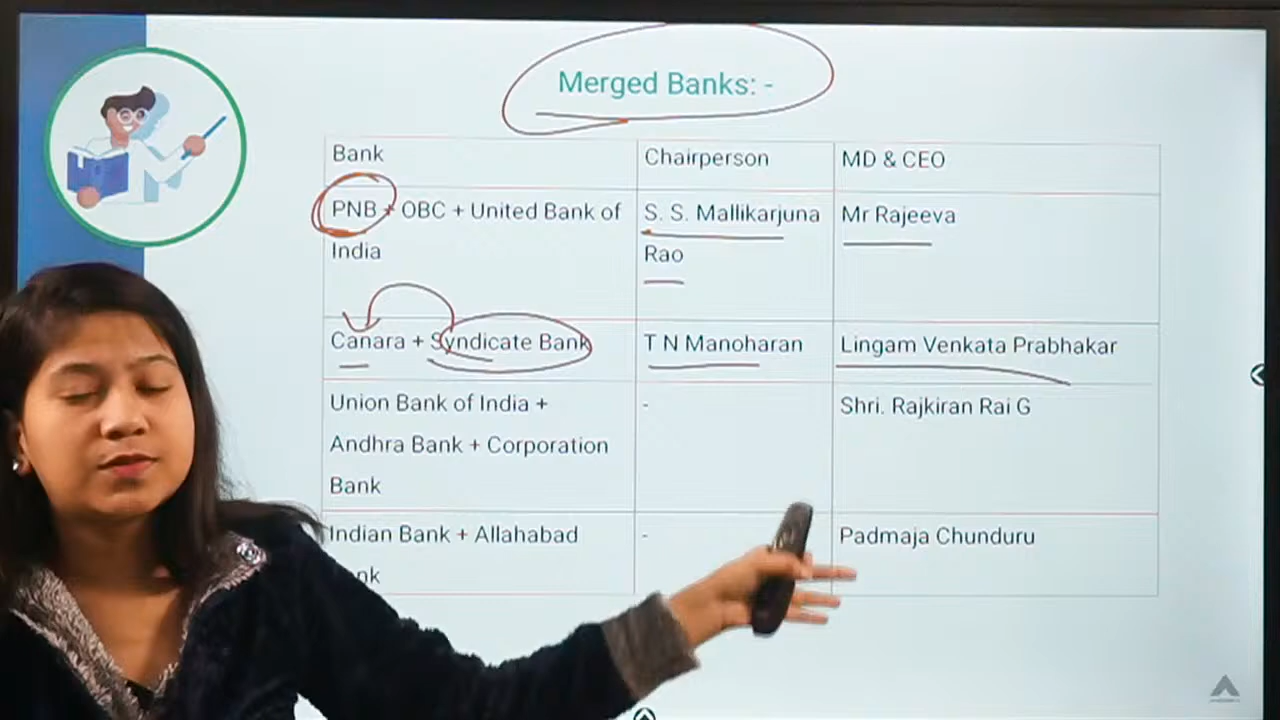 Merged Banks: -
Bank Chairperson MD & CEO
PNB + OBC + United Bank of S. S. Mallikarjuna Mr Rajeeva
India Rao
Canara + Syndicate Bank T N Manoharan Lingam Venkata Prabhakar
Union Bank of India + - Shri. Rajkiran Rai G
Andhra Bank + Corporation
Bank
Indian Bank + Allahabad - Padmaja Chunduru
nk